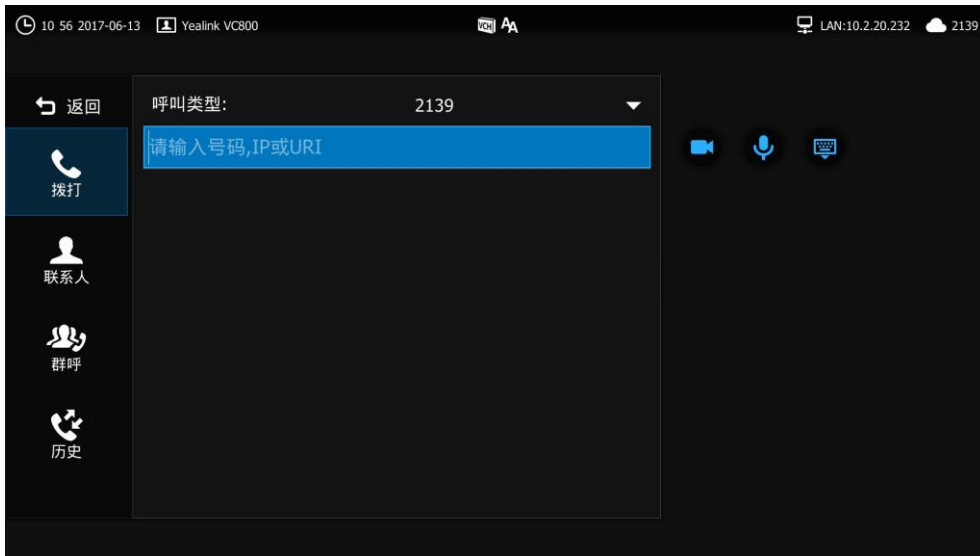 10 56 2017-06-13 Yealink VC800 VCH AA LAN:10.2.20.232 2139
返回
呼叫类型: 2139
请输入号码,IP或URI
拨打
联系人
群呼
历史